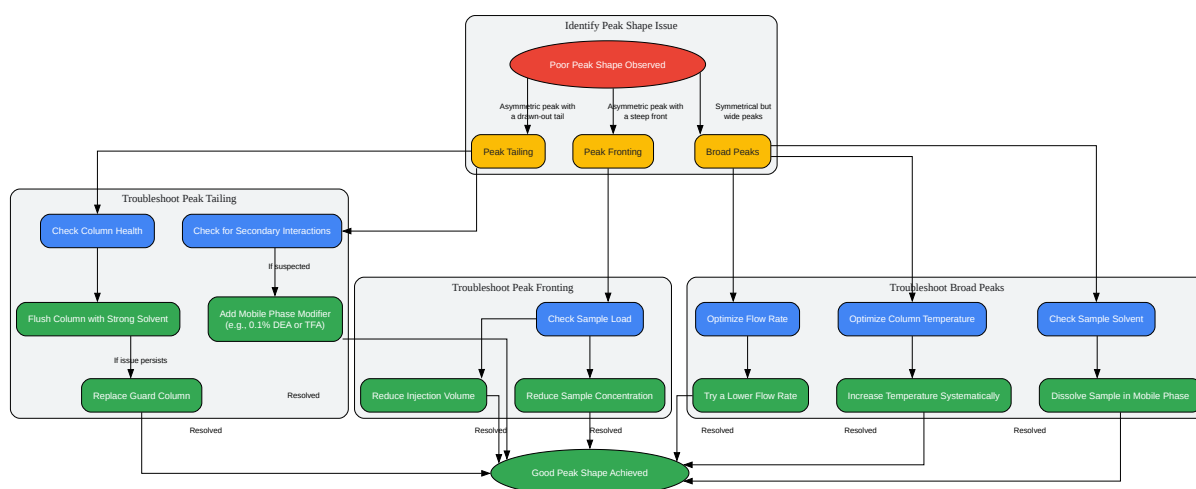 Identify Peak Shape Issue
Poor Peak Shape Observed
Asymmetric peak with
a drawn-out tail
Asymmetric peak with
a steep front
Symmetrical but
wide peaks
Peak Tailing
Peak Fronting
Broad Peaks
Troubleshoot Peak Tailing
Check Column Health
Check for Secondary Interactions
If suspected
Flush Column with Strong Solvent
Add Mobile Phase Modifier
(e.g., 0.1% DEA or TFA)
If issue persists
Replace Guard Column
Resolved
Troubleshoot Peak Fronting
Check Sample Load
Reduce Injection Volume
Reduce Sample Concentration
Troubleshoot Broad Peaks
Optimize Flow Rate
Optimize Column Temperature
Check Sample Solvent
Try a Lower Flow Rate
Increase Temperature Systematically
Dissolve Sample in Mobile Phase
Resolved
Resolved
Resolved
Resolved
Resolved
Resolved
Good Peak Shape Achieved